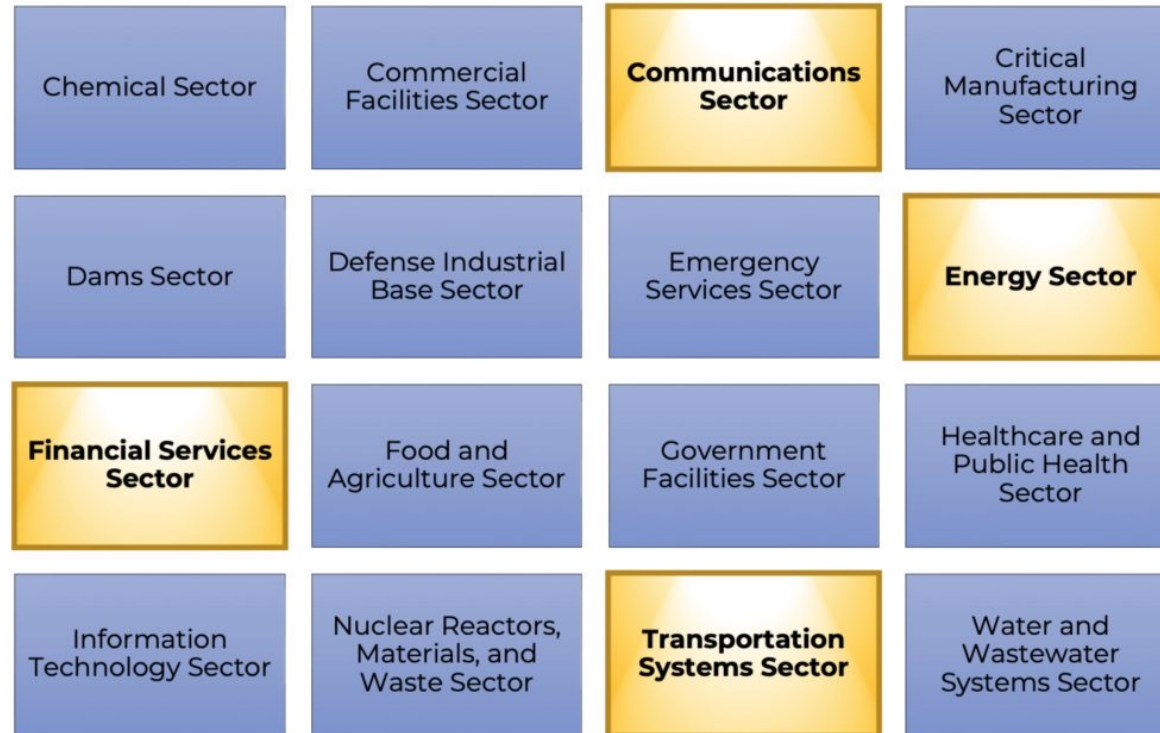 Chemical Sector
Commercial
Facilities Sector
Communications
Sector
Critical
Manufacturing
Sector
Dams Sector
Defense Industrial
Base Sector
Emergency
Services Sector
Energy Sector
Financial Services
Sector
Food and
Agriculture Sector
Government
Facilities Sector
Healthcare and
Public Health
Sector
Information
Technology Sector
Nuclear Reactors,
Materials, and
Waste Sector
Transportation
Systems Sector
Water and
Wastewater
Systems Sector